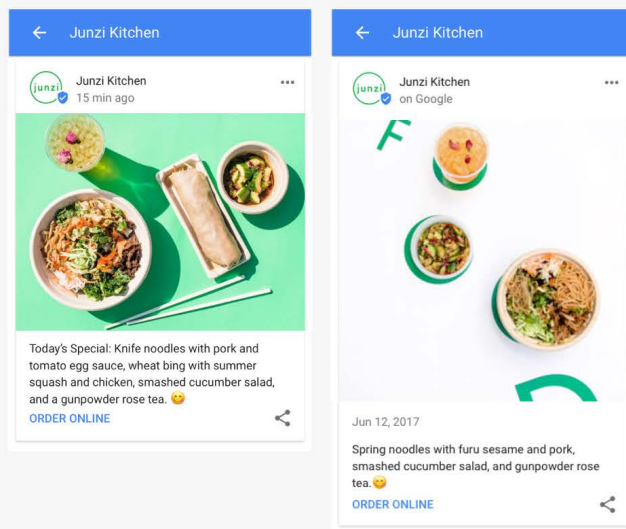 Junzi Kitchen
junzi
Junzi Kitchen
15 min ago
Today's Special: Knife noodles with pork and
tomato egg sauce, wheat bing with summer
squash and chicken, smashed cucumber salad,
and a gunpowder rose tea. 😋
ORDER ONLINE
Junzi Kitchen
junzi
Junzi Kitchen
on Google
F
D
Jun 12, 2017
Spring noodles with furu sesame and pork,
smashed cucumber salad, and gunpowder rose
tea.😋
ORDER ONLINE